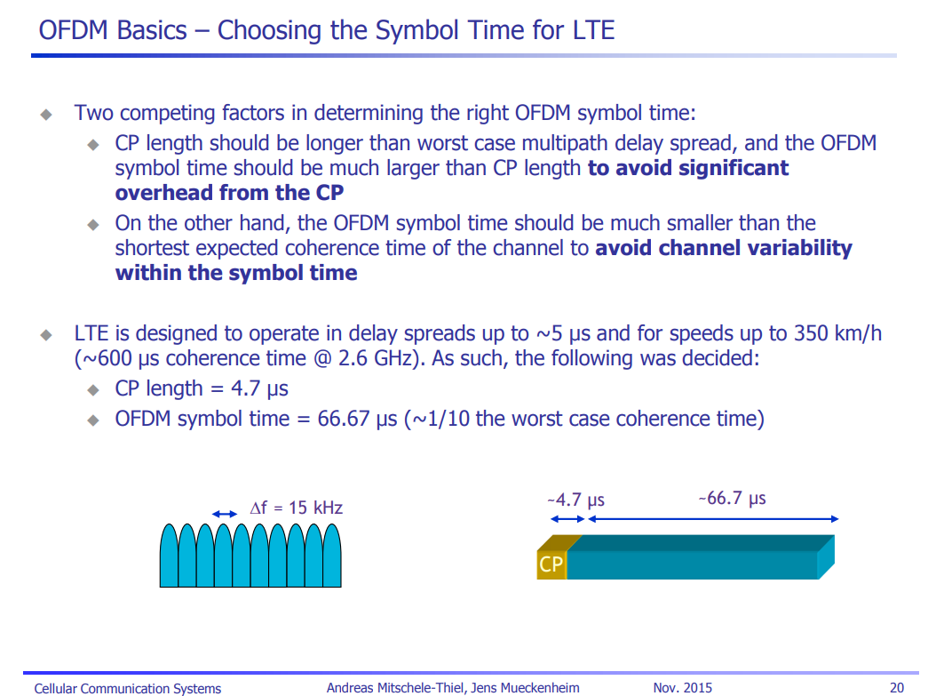 OFDM Basics – Choosing the Symbol Time for LTE
Two competing factors in determining the right OFDM symbol time:
CP length should be longer than worst case multipath delay spread, and the OFDM
symbol time should be much larger than CP length to avoid significant
overhead from the CP
On the other hand, the OFDM symbol time should be much smaller than the
shortest expected coherence time of the channel to avoid channel variability
within the symbol time
LTE is designed to operate in delay spreads up to ~5 μs and for speeds up to 350 km/h
(~600 μs coherence time @ 2.6 GHz). As such, the following was decided:
CP length = 4.7 μs
OFDM symbol time = 66.67 μs (~1/10 the worst case coherence time)
Δf = 15 kHz
~4.7 μs
~66.7 μs
CP
Cellular Communication Systems
Andreas Mitschele-Thiel, Jens Mueckenheim
Nov. 2015
20